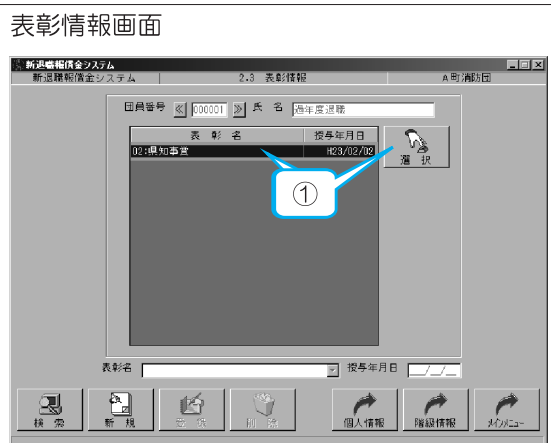 表彰情報画面
新退職報償金システム
新退職報償金システム 2.3 表彰情報 A町消防団
団員番号 000001 氏 名 過年度退職
表 彰 名 授与年月日
02:県知事賞 H23/02/02
選 択
①
表彰名 授与年月日 __/__/__
検 索 新 規 登 録 削 除 個人情報 階級情報 メインメニュー